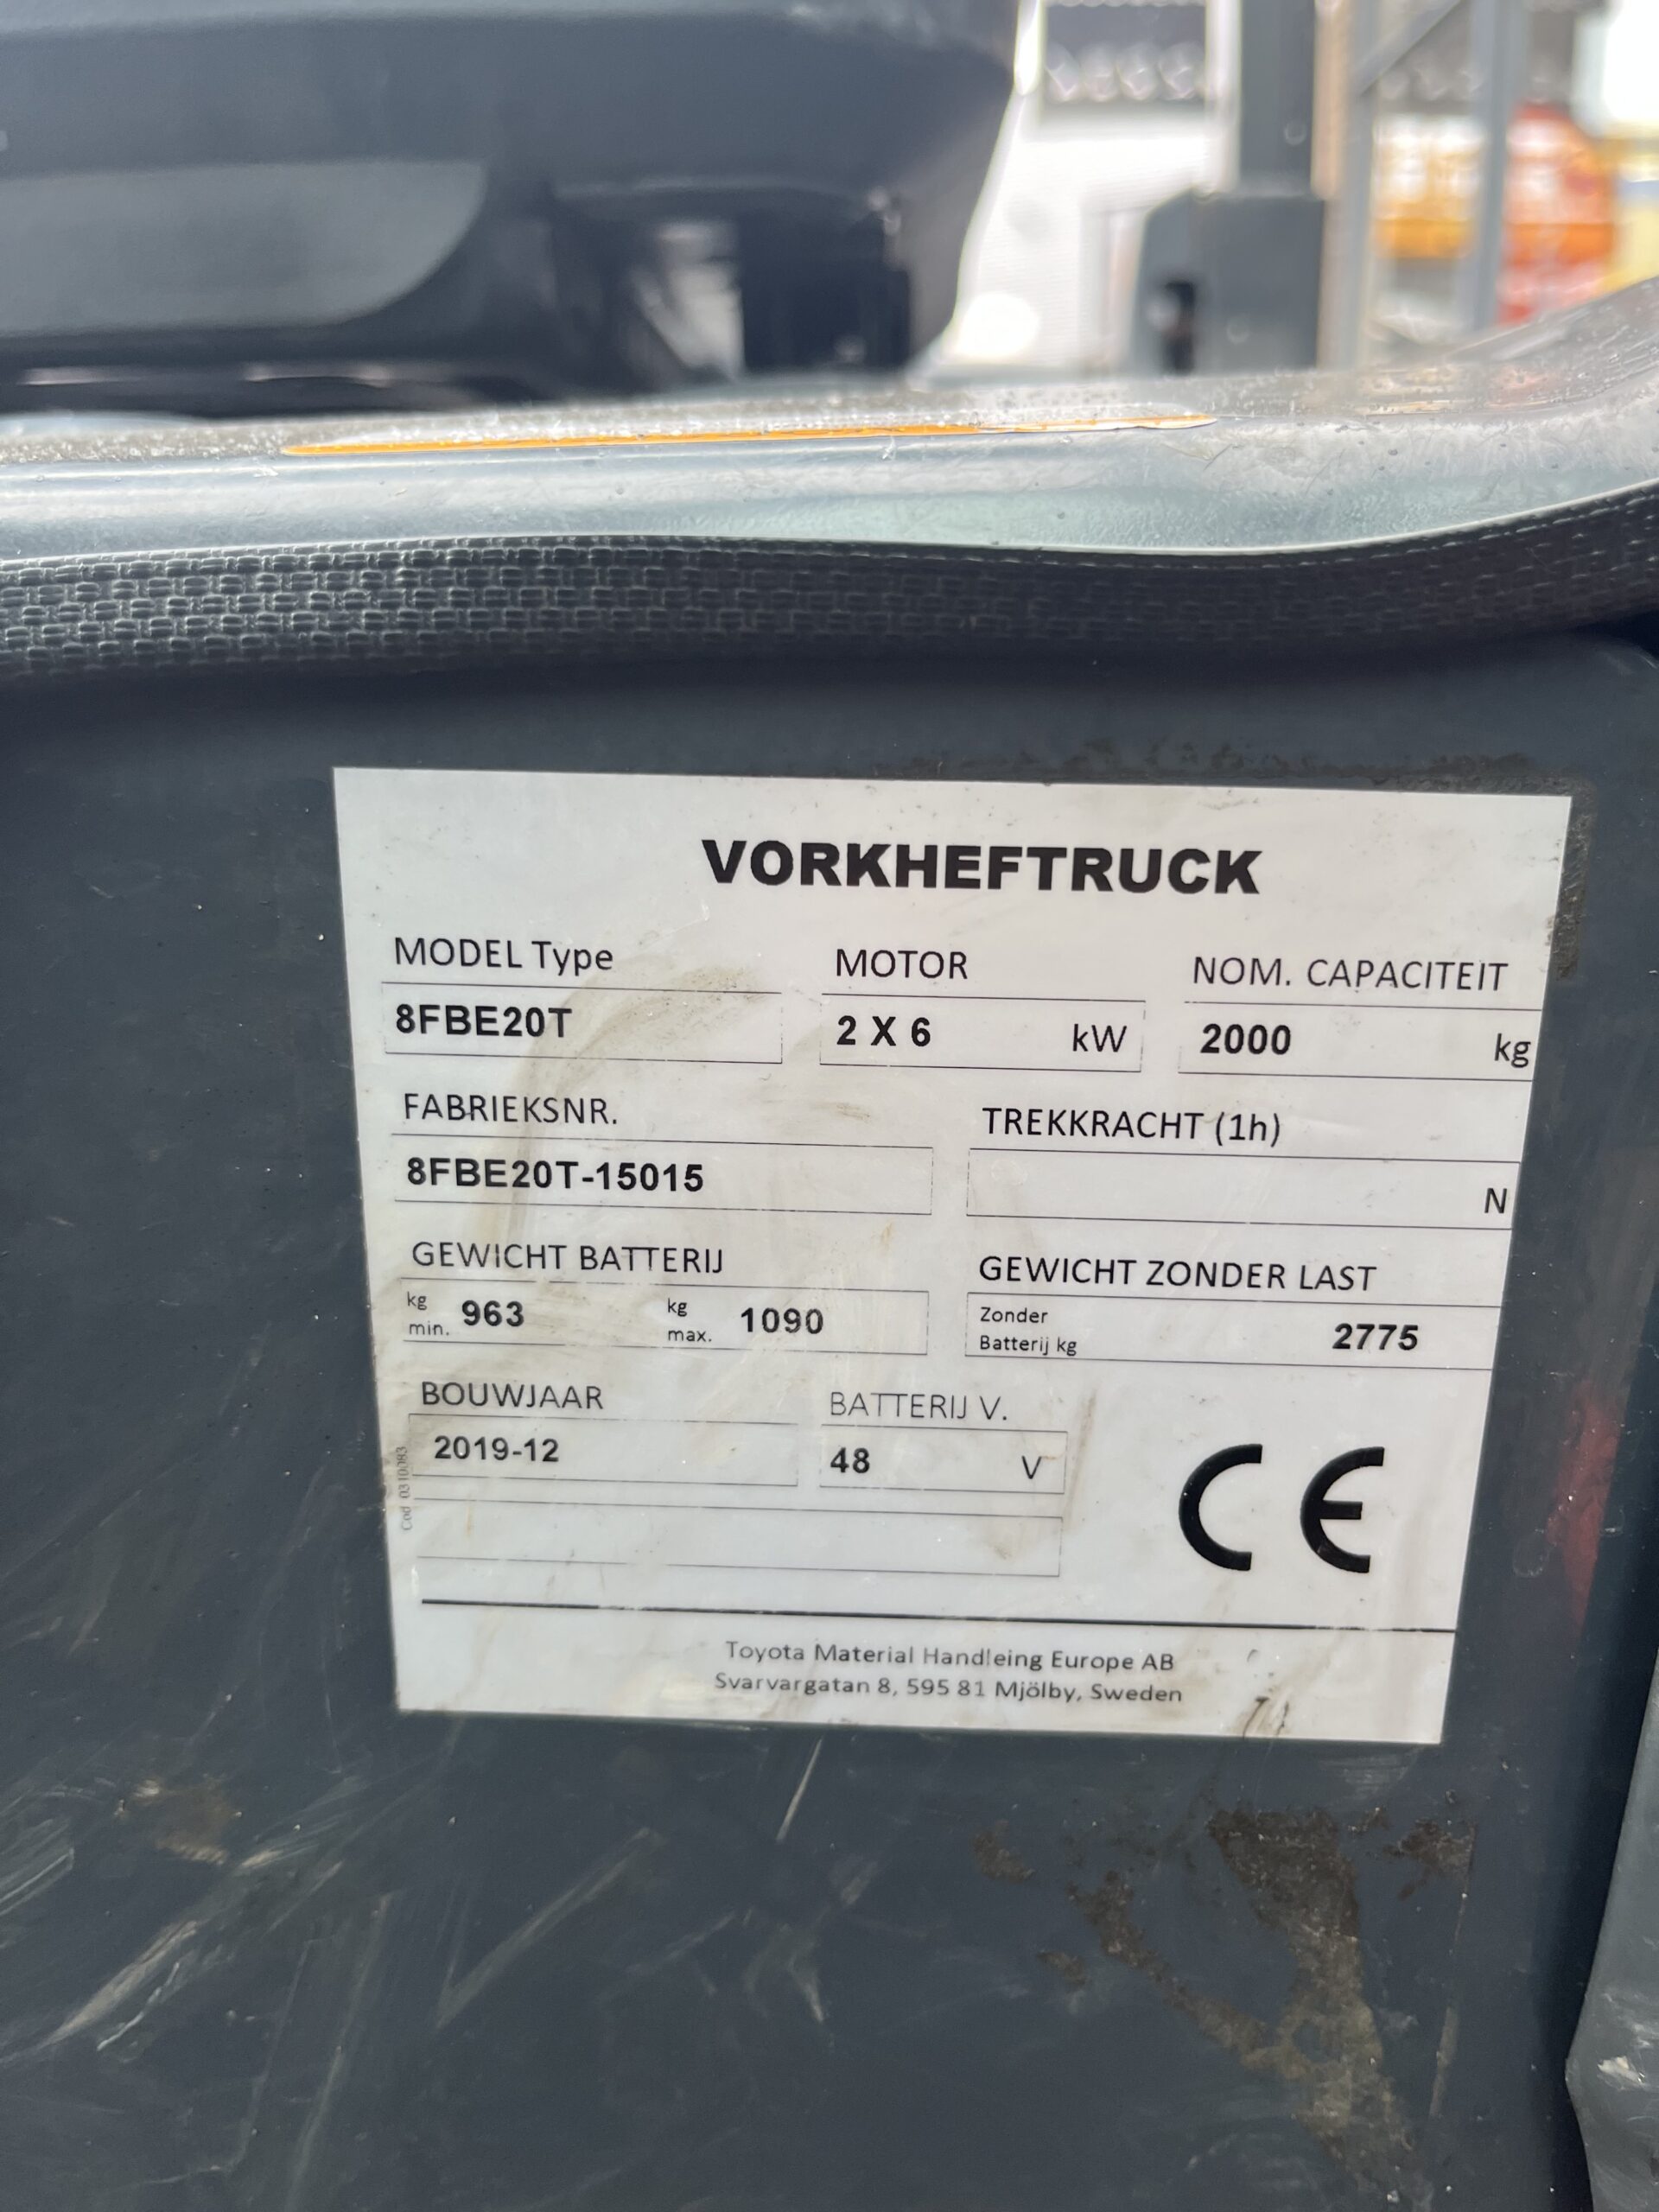 VORKHEFTRUCK
MODEL Type MOTOR NOM. CAPACITEIT
8FBE20T 2 X 6 kW 2000 kg
FABRIEKSNR. TREKKRACHT (1h)
8FBE20T-15015 N
GEWICHT BATTERIJ GEWICHT ZONDER LAST
kg min. 963 kg max. 1090 Zonder Batterij kg 2775
BOUWJAAR BATTERIJ V.
2019-12 48 V
Cod 0310083
CE
Toyota Material Handleing Europe AB
Svarvargatan 8, 595 81 Mjölby, Sweden